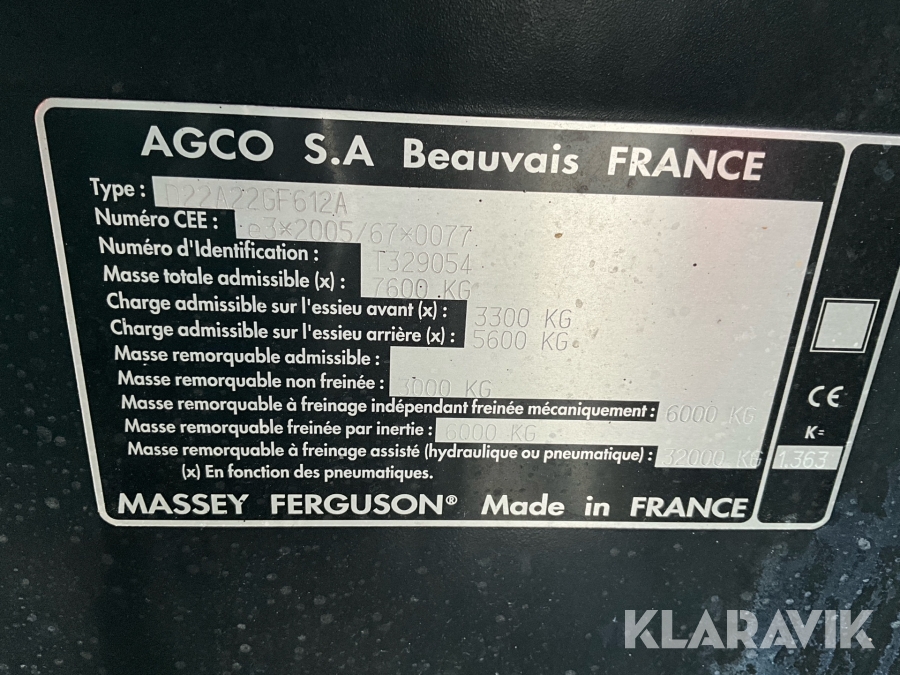 AGCO S.A Beauvais FRANCE
Type : D22A22GF612A
Numéro CEE : e3*2005/67*0077
Numéro d'Identification : T329054
Masse totale admissible (x) : 7600 KG
Charge admissible sur l'essieu avant (x) : 3300 KG
Charge admissible sur l'essieu arrière (x) : 5600 KG
Masse remorquable admissible :
Masse remorquable non freinée : 3000 KG
Masse remorquable à freinage indépendant freinée mécaniquement : 6000 KG
Masse remorquable freinée par inertie : 6000 KG
Masse remorquable à freinage assisté (hydraulique ou pneumatique) : 32000 KG
(x) En fonction des pneumatiques.
MASSEY FERGUSON® Made in FRANCE
CE
K=
1.363
KLARAVIK